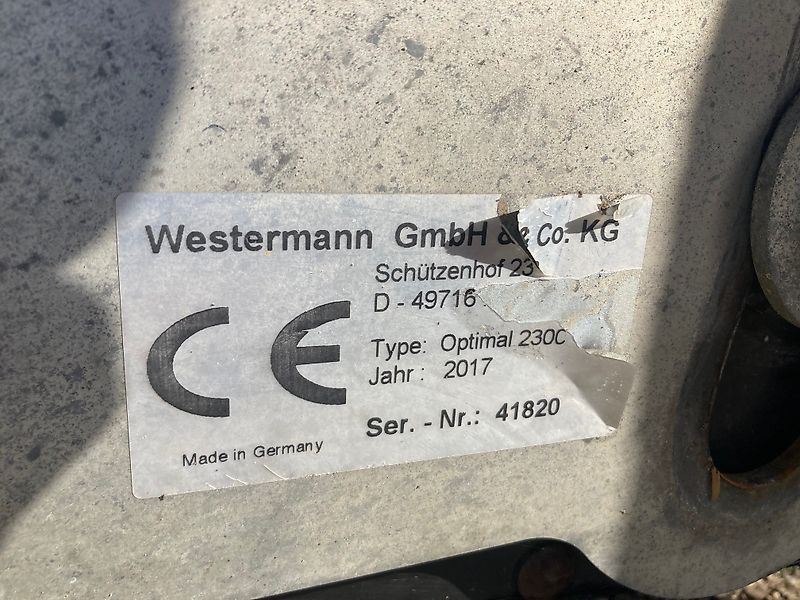 Westermann GmbH & Co. KG
Schützenhof 23
D - 49716
CE
Type: Optimal 230C
Jahr: 2017
Ser. - Nr.: 41820
Made in Germany